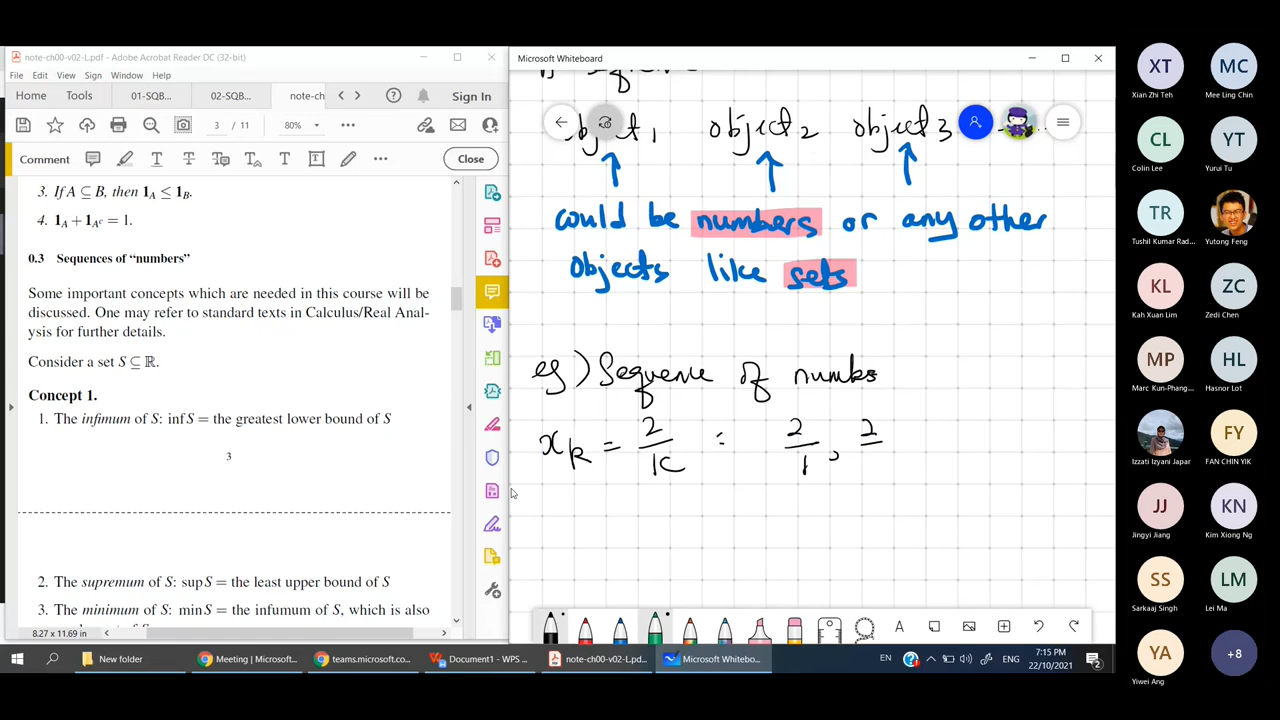 note-ch00-v02-L.pdf - Adobe Acrobat Reader DC (32-bit)
File Edit View Sign Window Help
Home Tools 01-SQB... 02-SQB... note-ch Sign In
3 / 11 80%
Comment Close
3. If A ⊆ B, then 1_A ≤ 1_B.
4. 1_A + 1_{A^c} = 1.
0.3 Sequences of “numbers”
Some important concepts which are needed in this course will be
discussed. One may refer to standard texts in Calculus/Real Anal-
ysis for further details.
Consider a set S ⊆ ℝ.
Concept 1.
1. The infimum of S: inf S = the greatest lower bound of S
3
2. The supremum of S: sup S = the least upper bound of S
3. The minimum of S: min S = the infumum of S, which is also
8.27 x 11.69 in
Microsoft Whiteboard
object 2 object 3
could be numbers or any other
objects like sets
eg) Sequence of numbs
x_k = 2/k : 2/1, 2
XT
Xian Zhi Teh
MC
Mee Ling Chin
CL
Colin Lee
YT
Yurui Tu
TR
Tushil Kumar Rad...
Yutong Feng
KL
Kah Xuan Lim
ZC
Zedi Chen
MP
Marc Kun-Phang...
HL
Hasnor Lot
Izzati Izyani Japar
FY
FAN CHIN YIK
JJ
Jingyi Jiang
KN
Kim Xiong Ng
SS
Sarkaaj Singh
LM
Lei Ma
YA
Yiwei Ang
+8
New folder Meeting | Microsoft... teams.microsoft.co... Document1 - WPS ... note-ch00-v02-L.pd... Microsoft Whitebo...
EN ENG 7:15 PM
22/10/2021 2